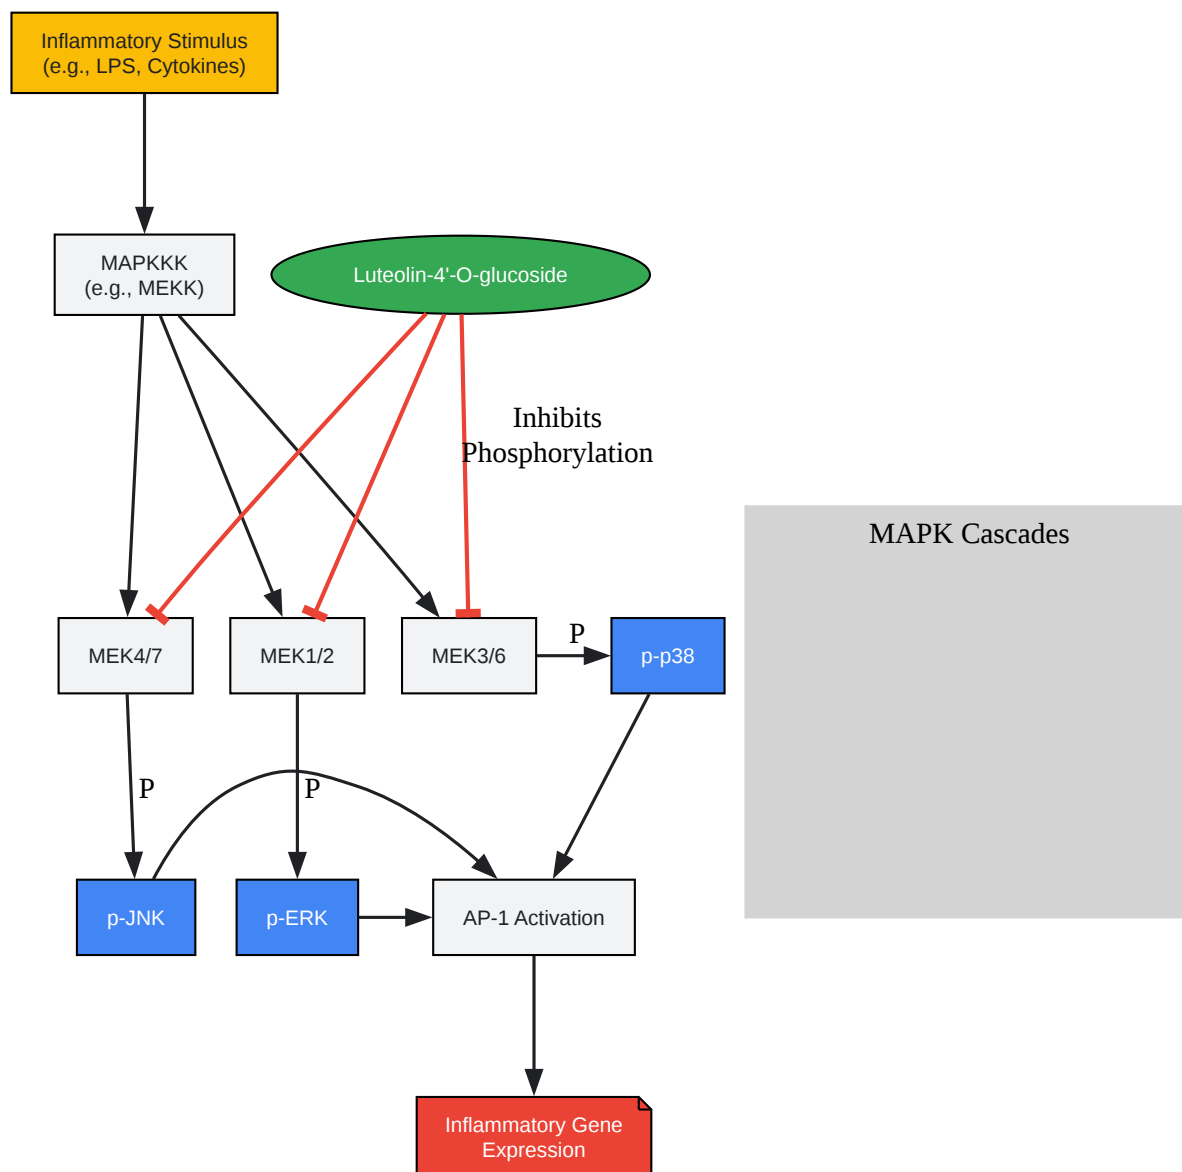 Inflammatory Stimulus
(e.g., LPS, Cytokines)
MAPKKK
(e.g., MEKK)
Luteolin-4'-O-glucoside
Inhibits
Phosphorylation
MAPK Cascades
MEK4/7
MEK1/2
MEK3/6
P
p-p38
P
P
p-JNK
p-ERK
AP-1 Activation
Inflammatory Gene
Expression